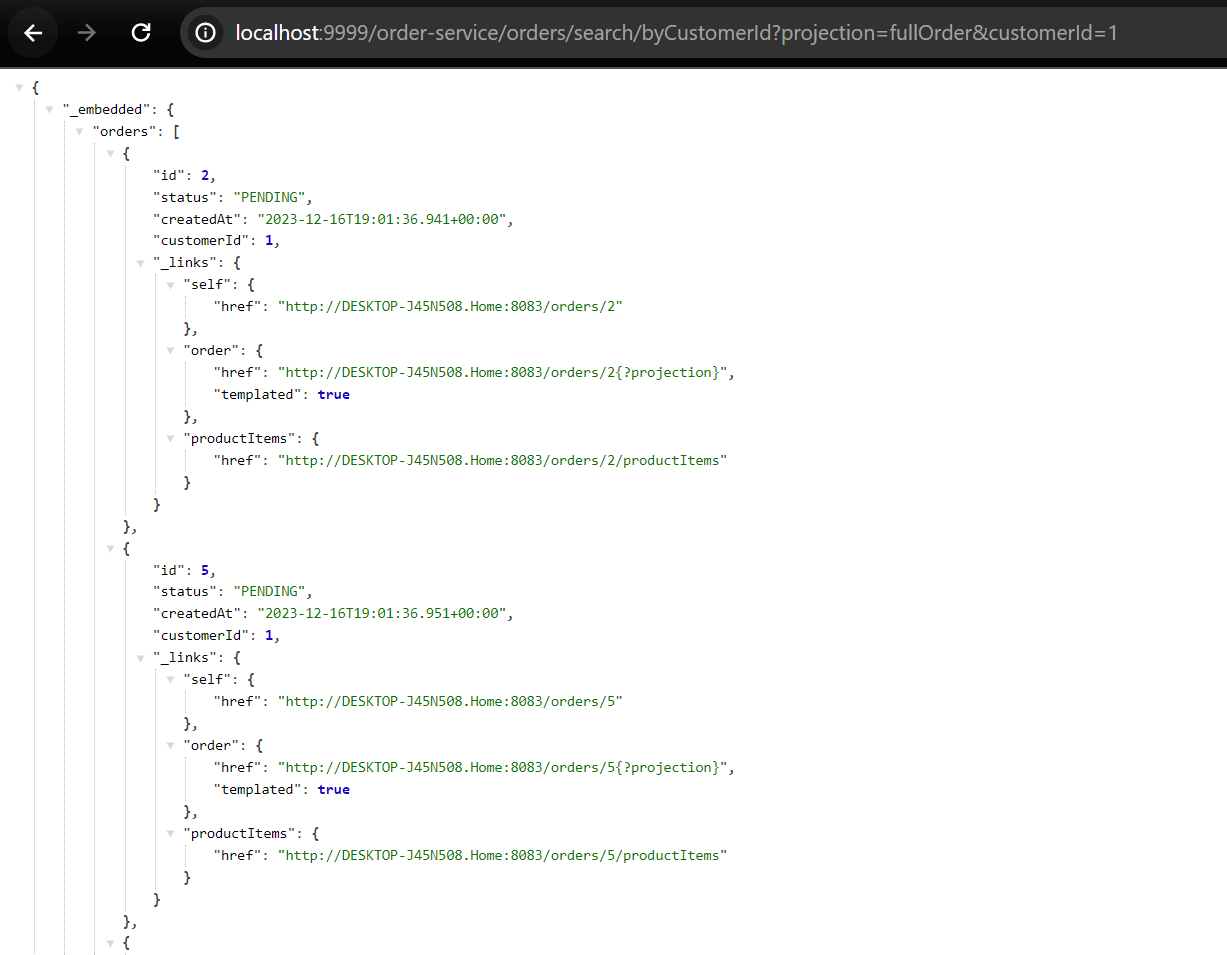 localhost:9999/order-service/orders/search/byCustomerId?projection=fullOrder&customerId=1
{
"_embedded": {
"orders": [
{
"id": 2,
"status": "PENDING",
"createdAt": "2023-12-16T19:01:36.941+00:00",
"customerId": 1,
"_links": {
"self": {
"href": "http://DESKTOP-J45N508.Home:8083/orders/2"
},
"order": {
"href": "http://DESKTOP-J45N508.Home:8083/orders/2{?projection}",
"templated": true
},
"productItems": {
"href": "http://DESKTOP-J45N508.Home:8083/orders/2/productItems"
}
}
},
{
"id": 5,
"status": "PENDING",
"createdAt": "2023-12-16T19:01:36.951+00:00",
"customerId": 1,
"_links": {
"self": {
"href": "http://DESKTOP-J45N508.Home:8083/orders/5"
},
"order": {
"href": "http://DESKTOP-J45N508.Home:8083/orders/5{?projection}",
"templated": true
},
"productItems": {
"href": "http://DESKTOP-J45N508.Home:8083/orders/5/productItems"
}
}
},
{